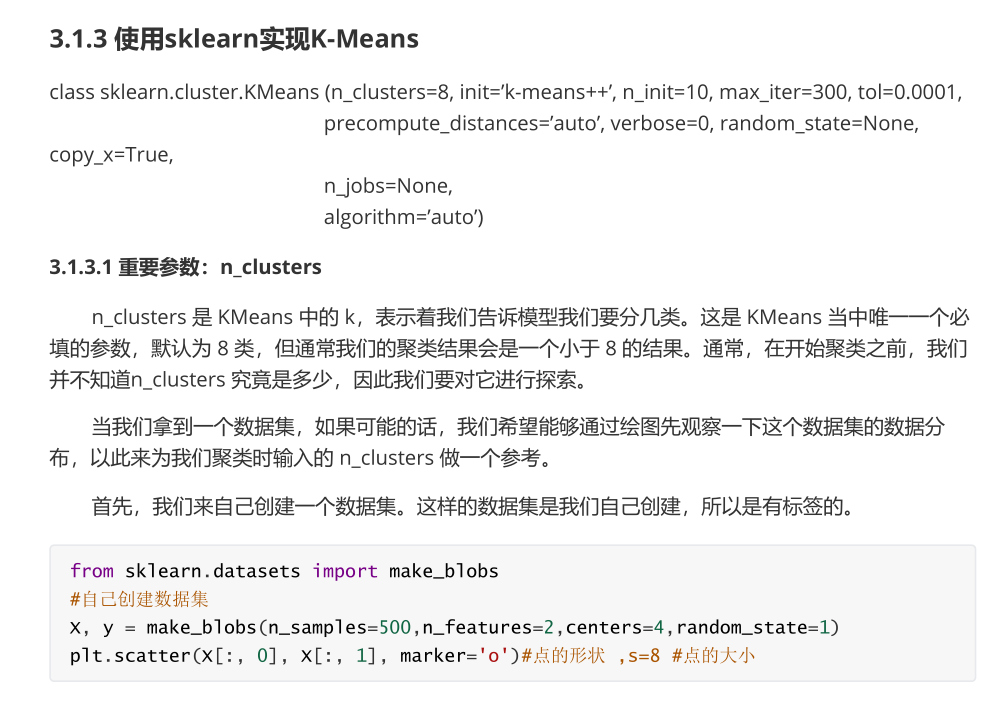 3.1.3 使用sklearn实现K-Means
class sklearn.cluster.KMeans (n_clusters=8, init=’k-means++’, n_init=10, max_iter=300, tol=0.0001,
precompute_distances=’auto’, verbose=0, random_state=None,
copy_x=True,
n_jobs=None,
algorithm=’auto’)
3.1.3.1 重要参数：n_clusters
n_clusters 是 KMeans 中的 k，表示着我们告诉模型我们要分几类。这是 KMeans 当中唯一一个必
填的参数，默认为 8 类，但通常我们的聚类结果会是一个小于 8 的结果。通常，在开始聚类之前，我们
并不知道n_clusters 究竟是多少，因此我们要对它进行探索。
当我们拿到一个数据集，如果可能的话，我们希望能够通过绘图先观察一下这个数据集的数据分
布，以此来为我们聚类时输入的 n_clusters 做一个参考。
首先，我们来自己创建一个数据集。这样的数据集是我们自己创建，所以是有标签的。
from sklearn.datasets import make_blobs
#自己创建数据集
X, y = make_blobs(n_samples=500,n_features=2,centers=4,random_state=1)
plt.scatter(X[:, 0], X[:, 1], marker='o')#点的形状 ,s=8 #点的大小